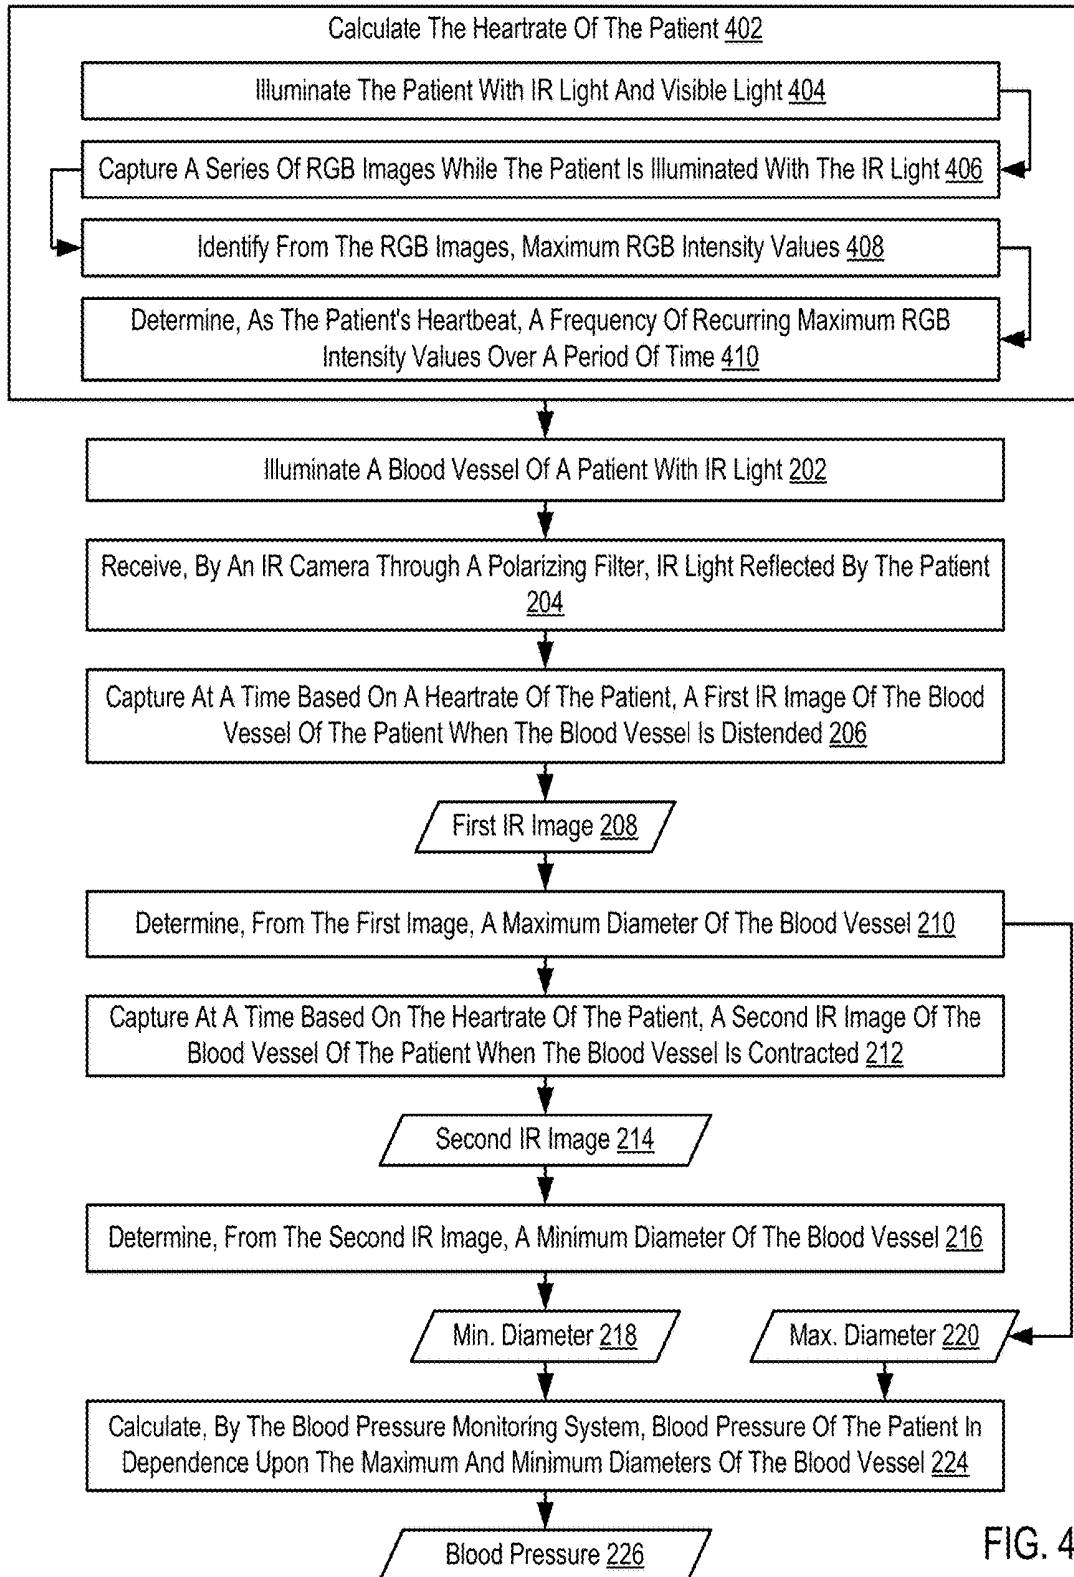 Calculate The Heartrate Of The Patient 402
Illuminate The Patient With IR Light And Visible Light 404
Capture A Series Of RGB Images While The Patient Is Illuminated With The IR Light 406
Identify From The RGB Images, Maximum RGB Intensity Values 408
Determine, As The Patient's Heartbeat, A Frequency Of Recurring Maximum RGB
Intensity Values Over A Period Of Time 410
Illuminate A Blood Vessel Of A Patient With IR Light 202
Receive, By An IR Camera Through A Polarizing Filter, IR Light Reflected By The Patient
204
Capture At A Time Based On A Heartrate Of The Patient, A First IR Image Of The Blood
Vessel Of The Patient When The Blood Vessel Is Distended 206
First IR Image 208
Determine, From The First Image, A Maximum Diameter Of The Blood Vessel 210
Capture At A Time Based On The Heartrate Of The Patient, A Second IR Image Of The
Blood Vessel Of The Patient When The Blood Vessel Is Contracted 212
Second IR Image 214
Determine, From The Second IR Image, A Minimum Diameter Of The Blood Vessel 216
Min. Diameter 218
Max. Diameter 220
Calculate, By The Blood Pressure Monitoring System, Blood Pressure Of The Patient In
Dependence Upon The Maximum And Minimum Diameters Of The Blood Vessel 224
Blood Pressure 226
FIG. 4